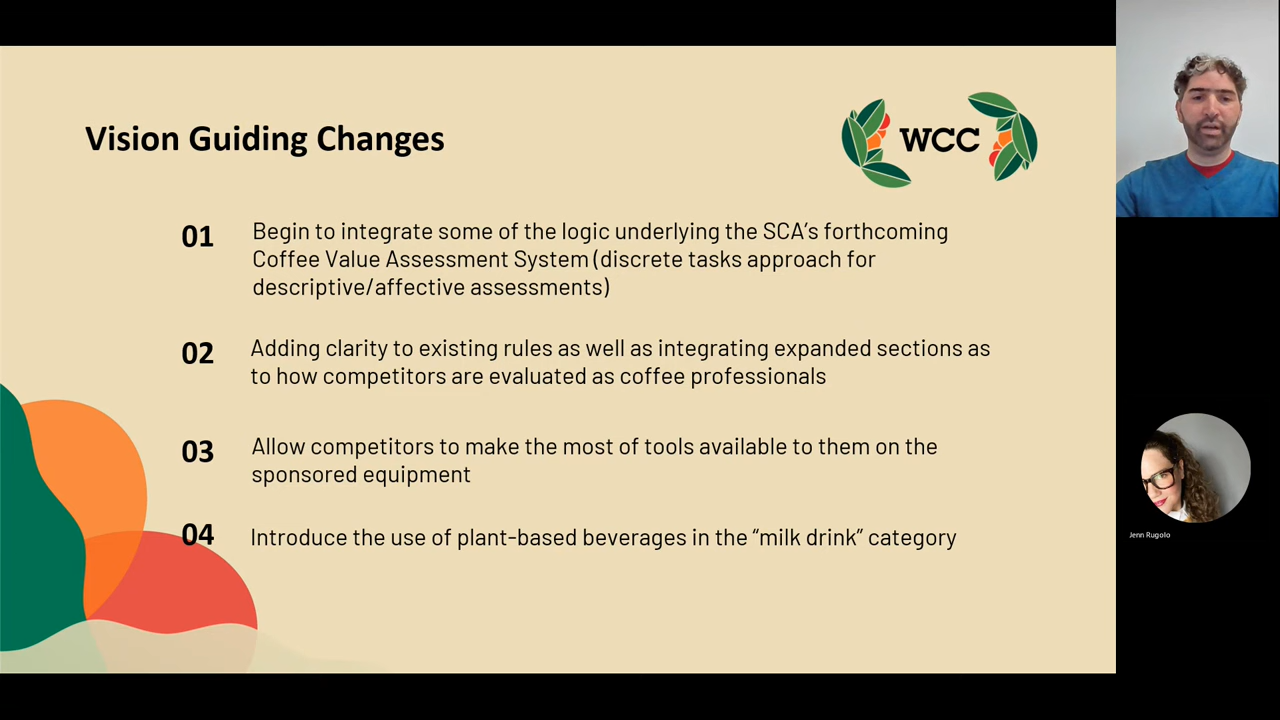 Vision Guiding Changes
WCC
01
Begin to integrate some of the logic underlying the SCA’s forthcoming
Coffee Value Assessment System (discrete tasks approach for
descriptive/affective assessments)
02
Adding clarity to existing rules as well as integrating expanded sections as
to how competitors are evaluated as coffee professionals
03
Allow competitors to make the most of tools available to them on the
sponsored equipment
04
Introduce the use of plant-based beverages in the “milk drink” category
Jenn Rugolo